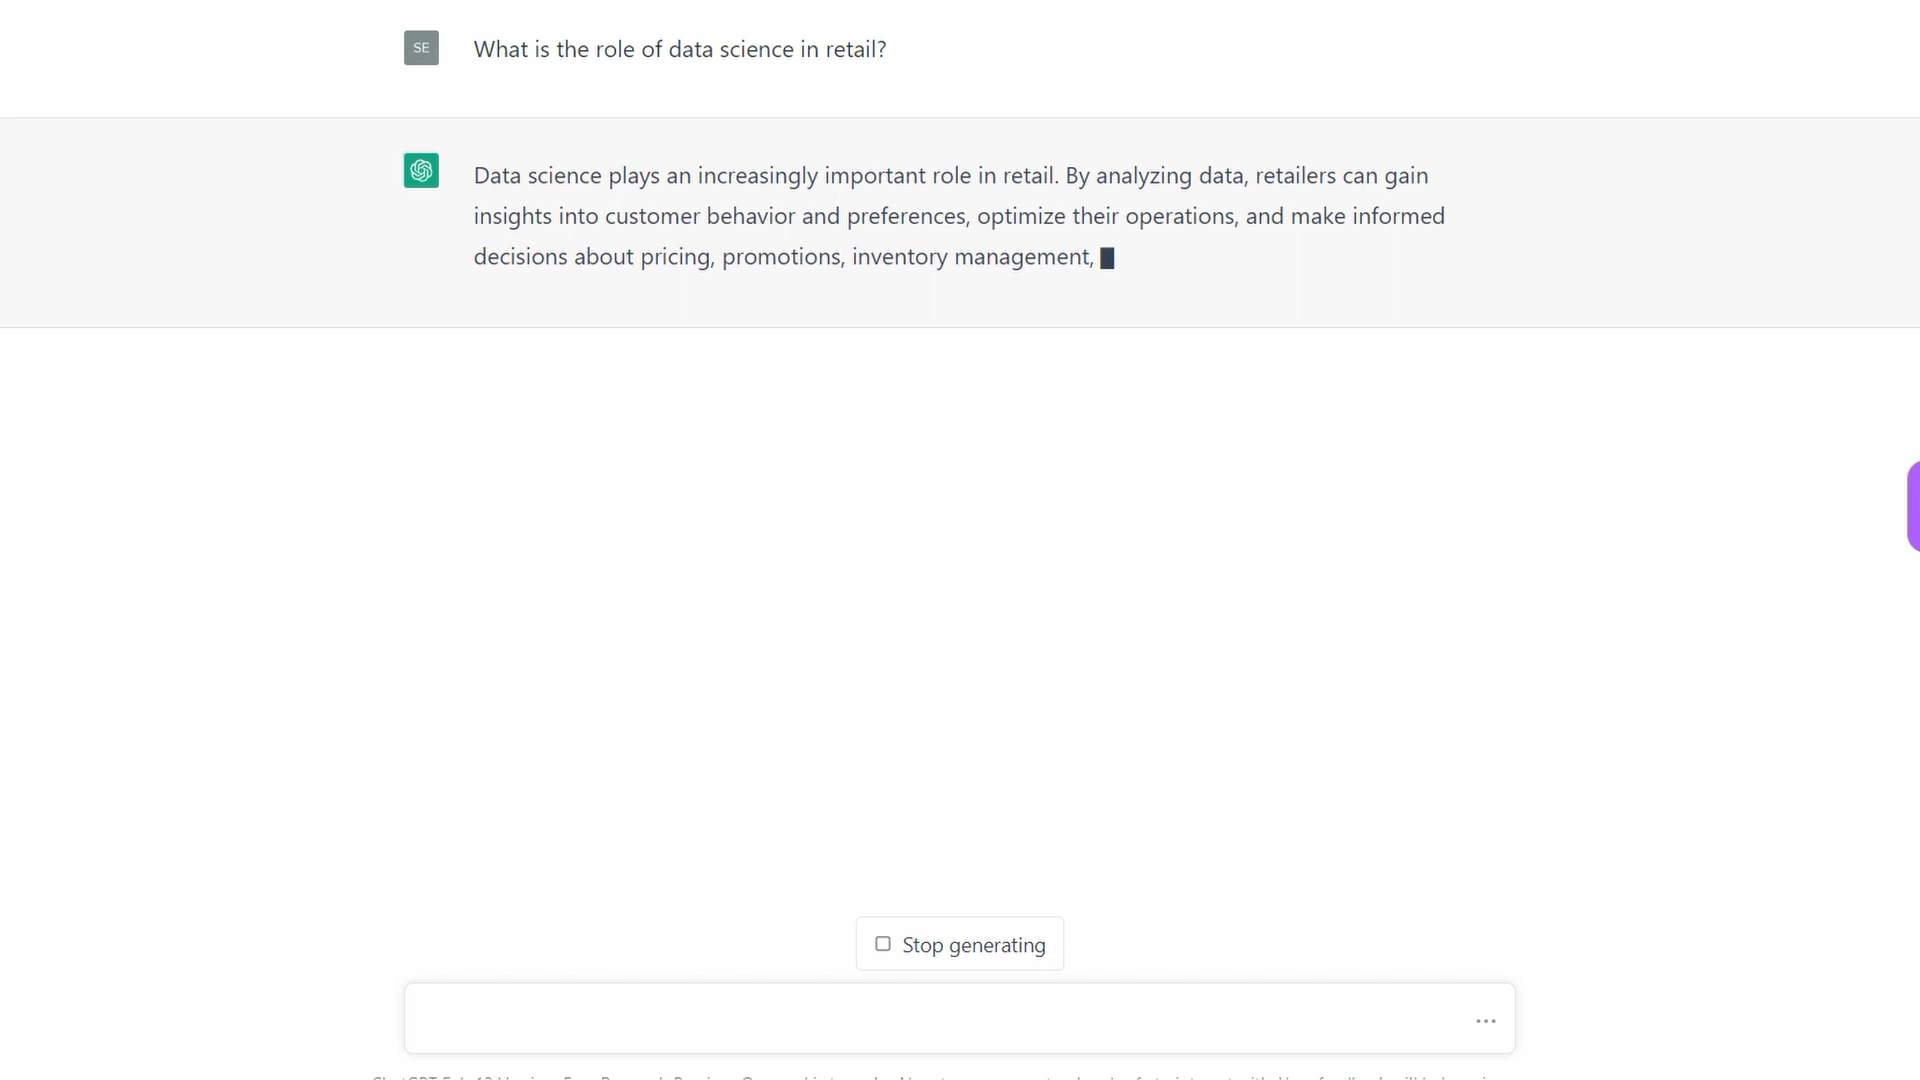 SE
What is the role of data science in retail?
Data science plays an increasingly important role in retail. By analyzing data, retailers can gain
insights into customer behavior and preferences, optimize their operations, and make informed
decisions about pricing, promotions, inventory management,
Stop generating